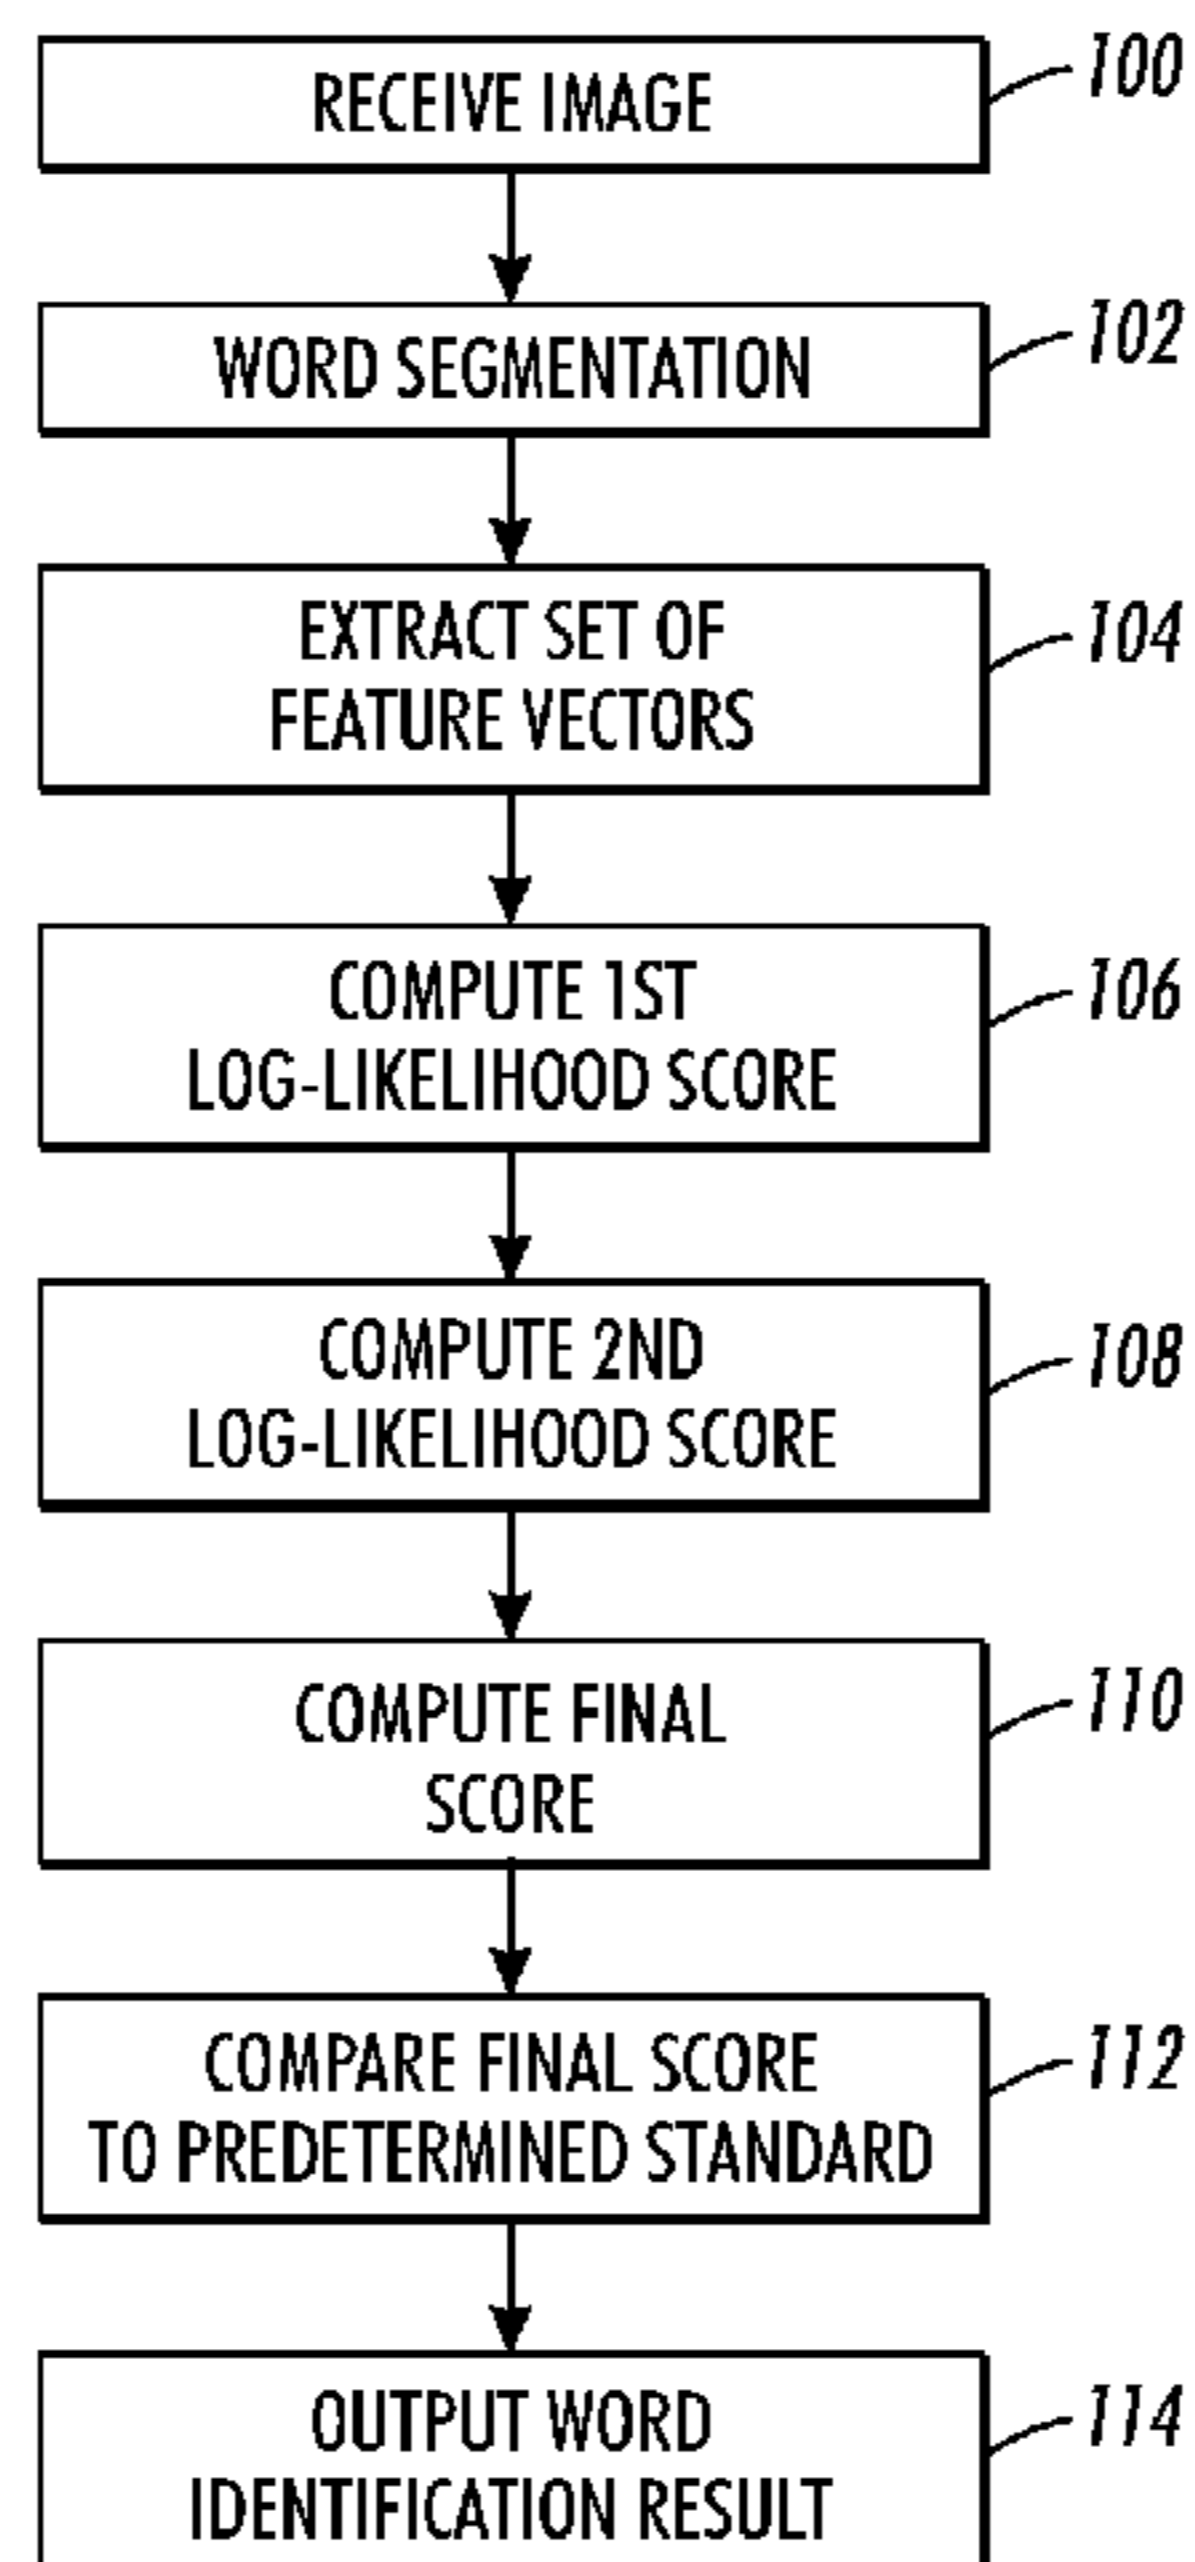 RECEIVE IMAGE
100
WORD SEGMENTATION
102
EXTRACT SET OF
FEATURE VECTORS
104
COMPUTE 1ST
LOG-LIKELIHOOD SCORE
106
COMPUTE 2ND
LOG-LIKELIHOOD SCORE
108
COMPUTE FINAL
SCORE
110
COMPARE FINAL SCORE
TO PREDETERMINED STANDARD
112
OUTPUT WORD
IDENTIFICATION RESULT
114